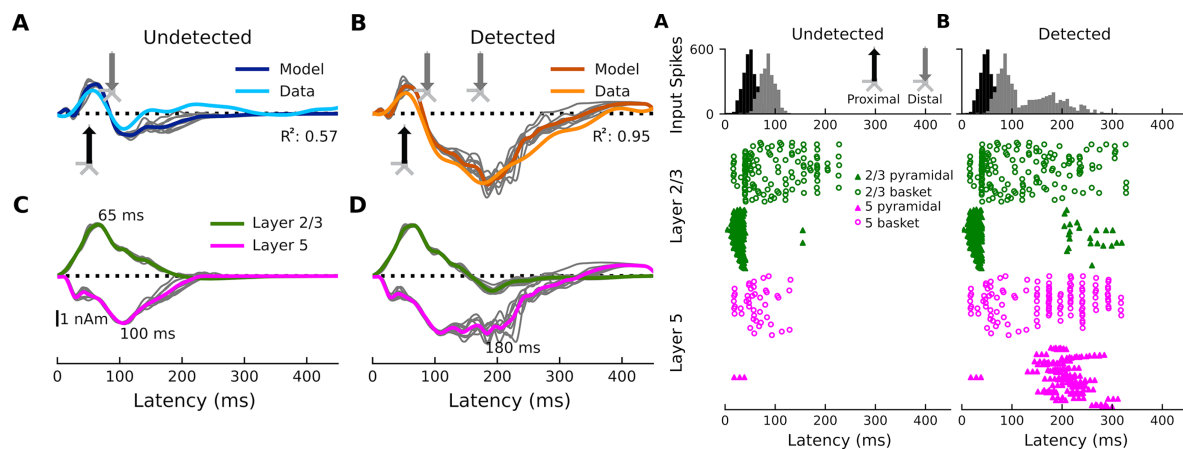 A
Undetected
Model
Data
R²: 0.57
B
Detected
Model
Data
R²: 0.95
C
65 ms
Layer 2/3
Layer 5
1 nAm
100 ms
0 100 200 300 400
Latency (ms)
D
180 ms
0 100 200 300 400
Latency (ms)
A
Undetected
Input Spikes
600
0
Proximal Distal
0 100 200 300 400
B
Detected
0 100 200 300 400
Layer 2/3
2/3 pyramidal
2/3 basket
5 pyramidal
5 basket
Layer 5
0 100 200 300 400
Latency (ms)
0 100 200 300 400
Latency (ms)